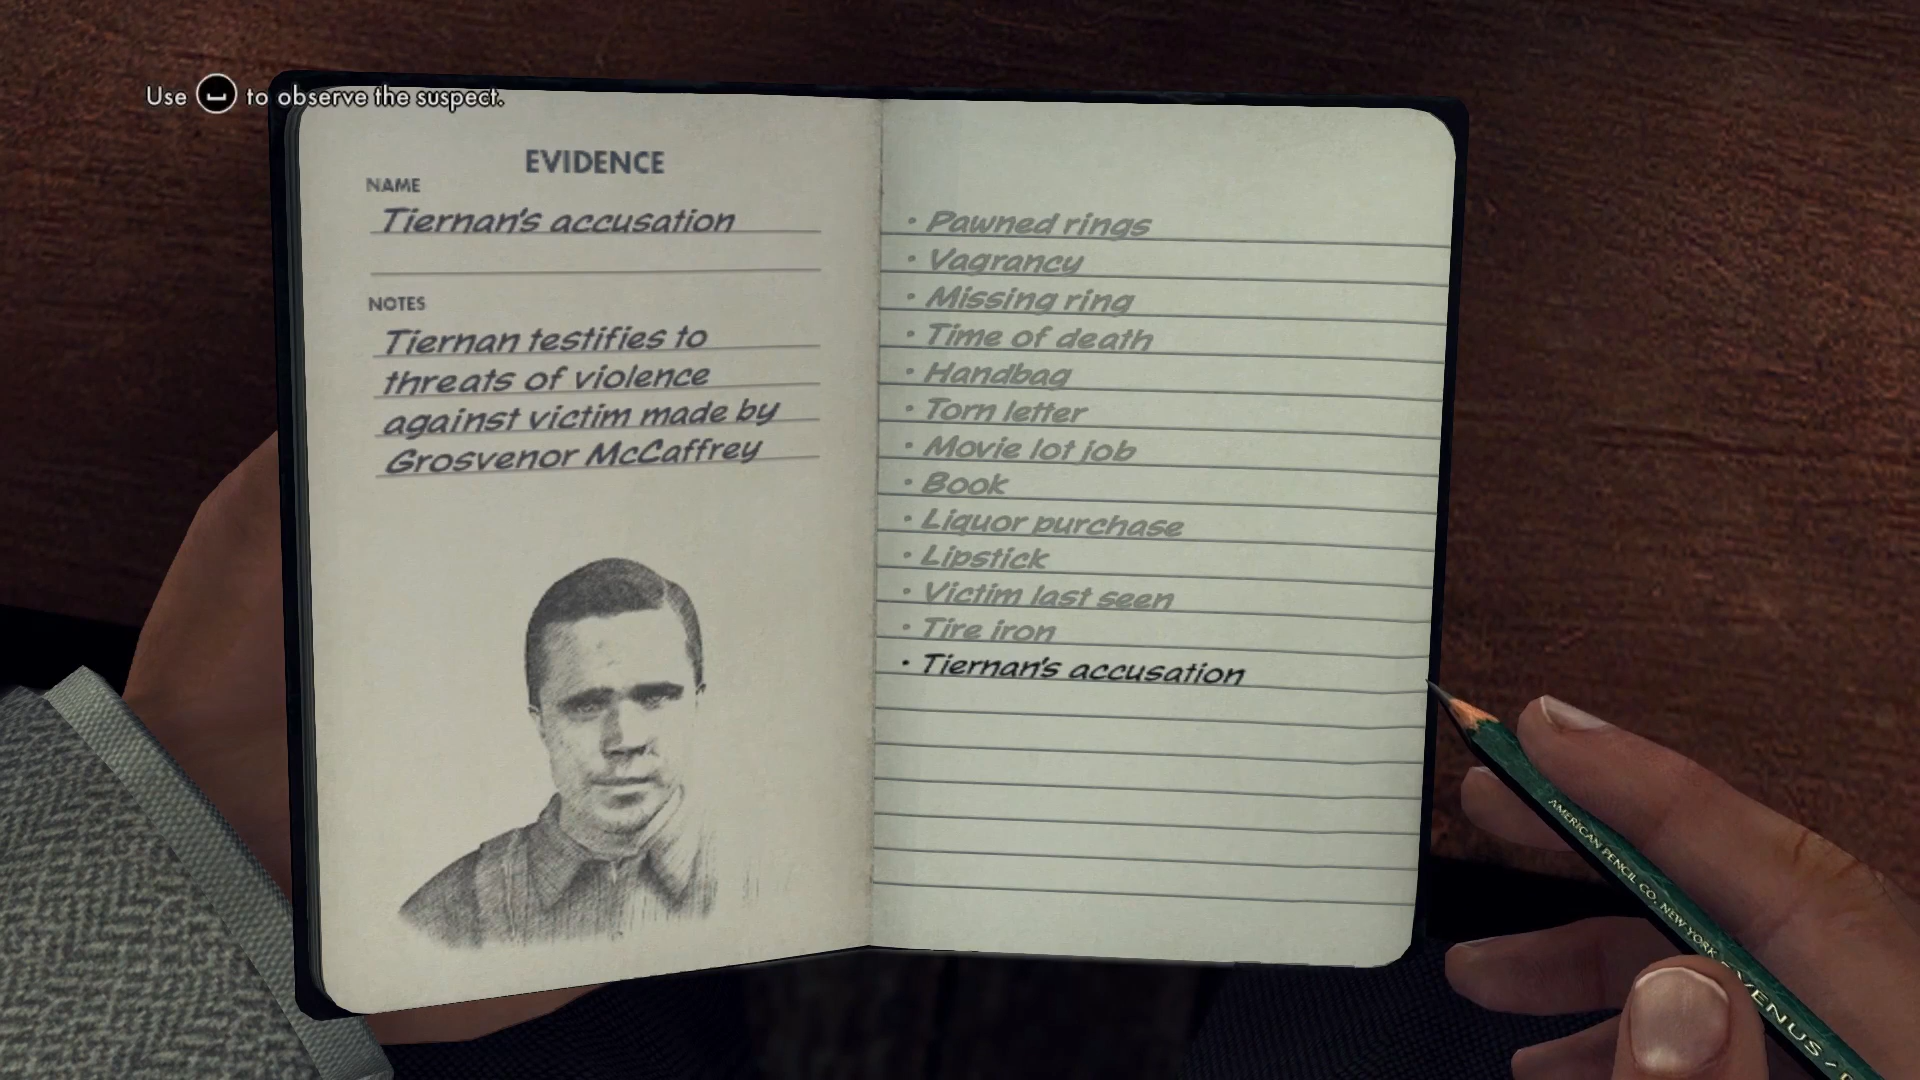 Use to observe the suspect.
EVIDENCE
NAME
Tiernan's accusation
NOTES
Tiernan testifies to
threats of violence
against victim made by
Grosvenor McCaffrey
• Pawned rings
• Vagrancy
• Missing ring
• Time of death
• Handbag
• Torn letter
• Movie lot job
• Book
• Liquor purchase
• Lipstick
• Victim last seen
• Tire iron
• Tiernan's accusation
AMERICAN PENCIL CO. NEW YORK VENUS